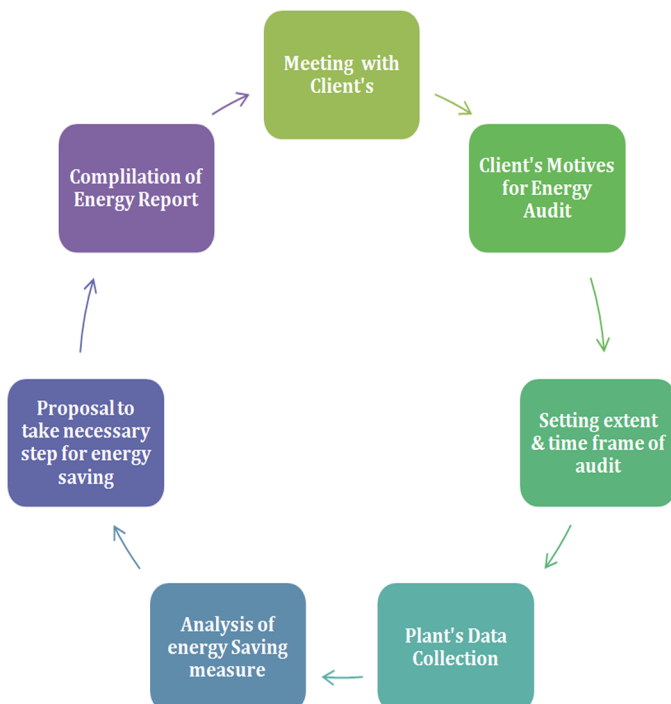 Meeting with
Client's
Client's Motives
for Energy
Audit
Setting extent
& time frame of
audit
Plant's Data
Collection
Analysis of
energy Saving
measure
Proposal to
take necessary
step for energy
saving
Complilation of
Energy Report